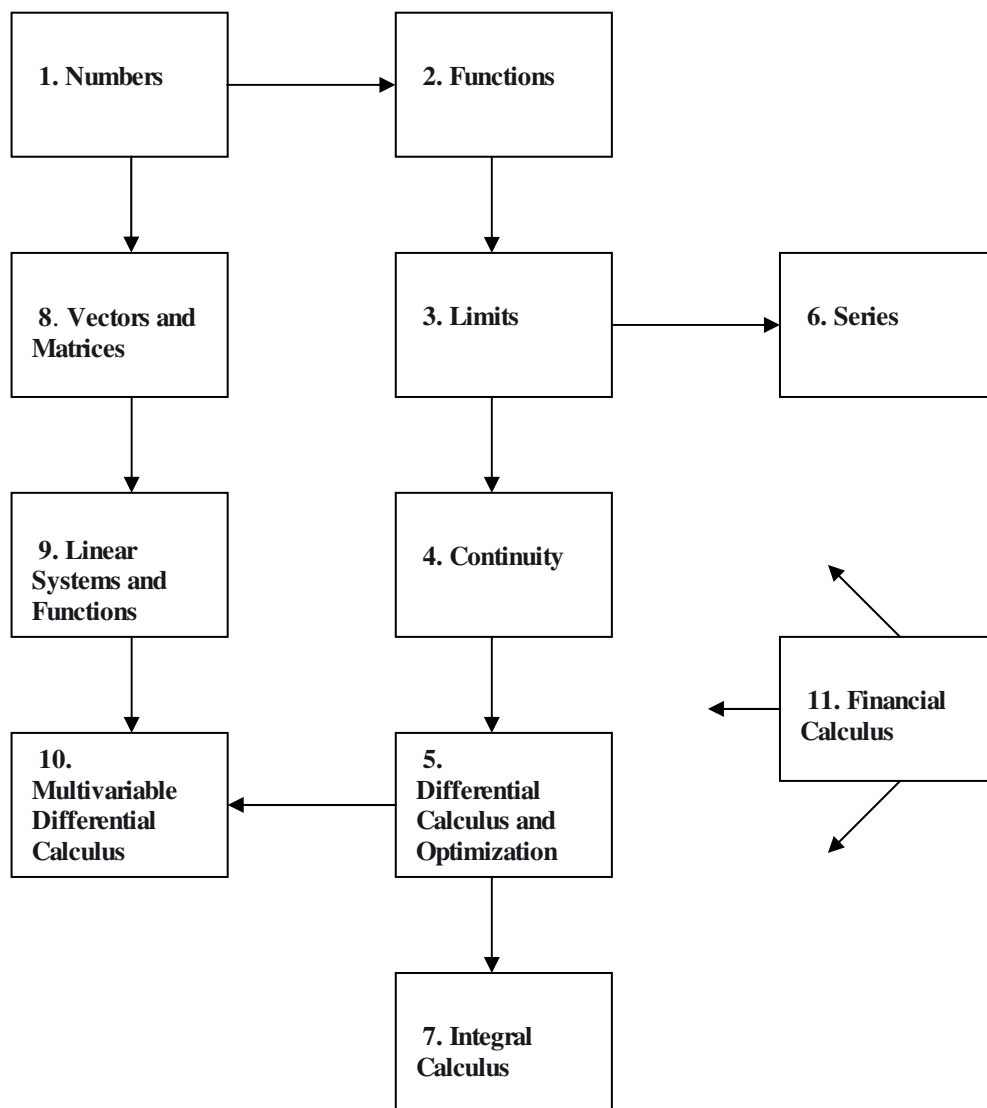 1. Numbers
2. Functions
8. Vectors and
Matrices
3. Limits
6. Series
9. Linear
Systems and
Functions
4. Continuity
11. Financial
Calculus
10.
Multivariable
Differential
Calculus
5.
Differential
Calculus and
Optimization
7. Integral
Calculus